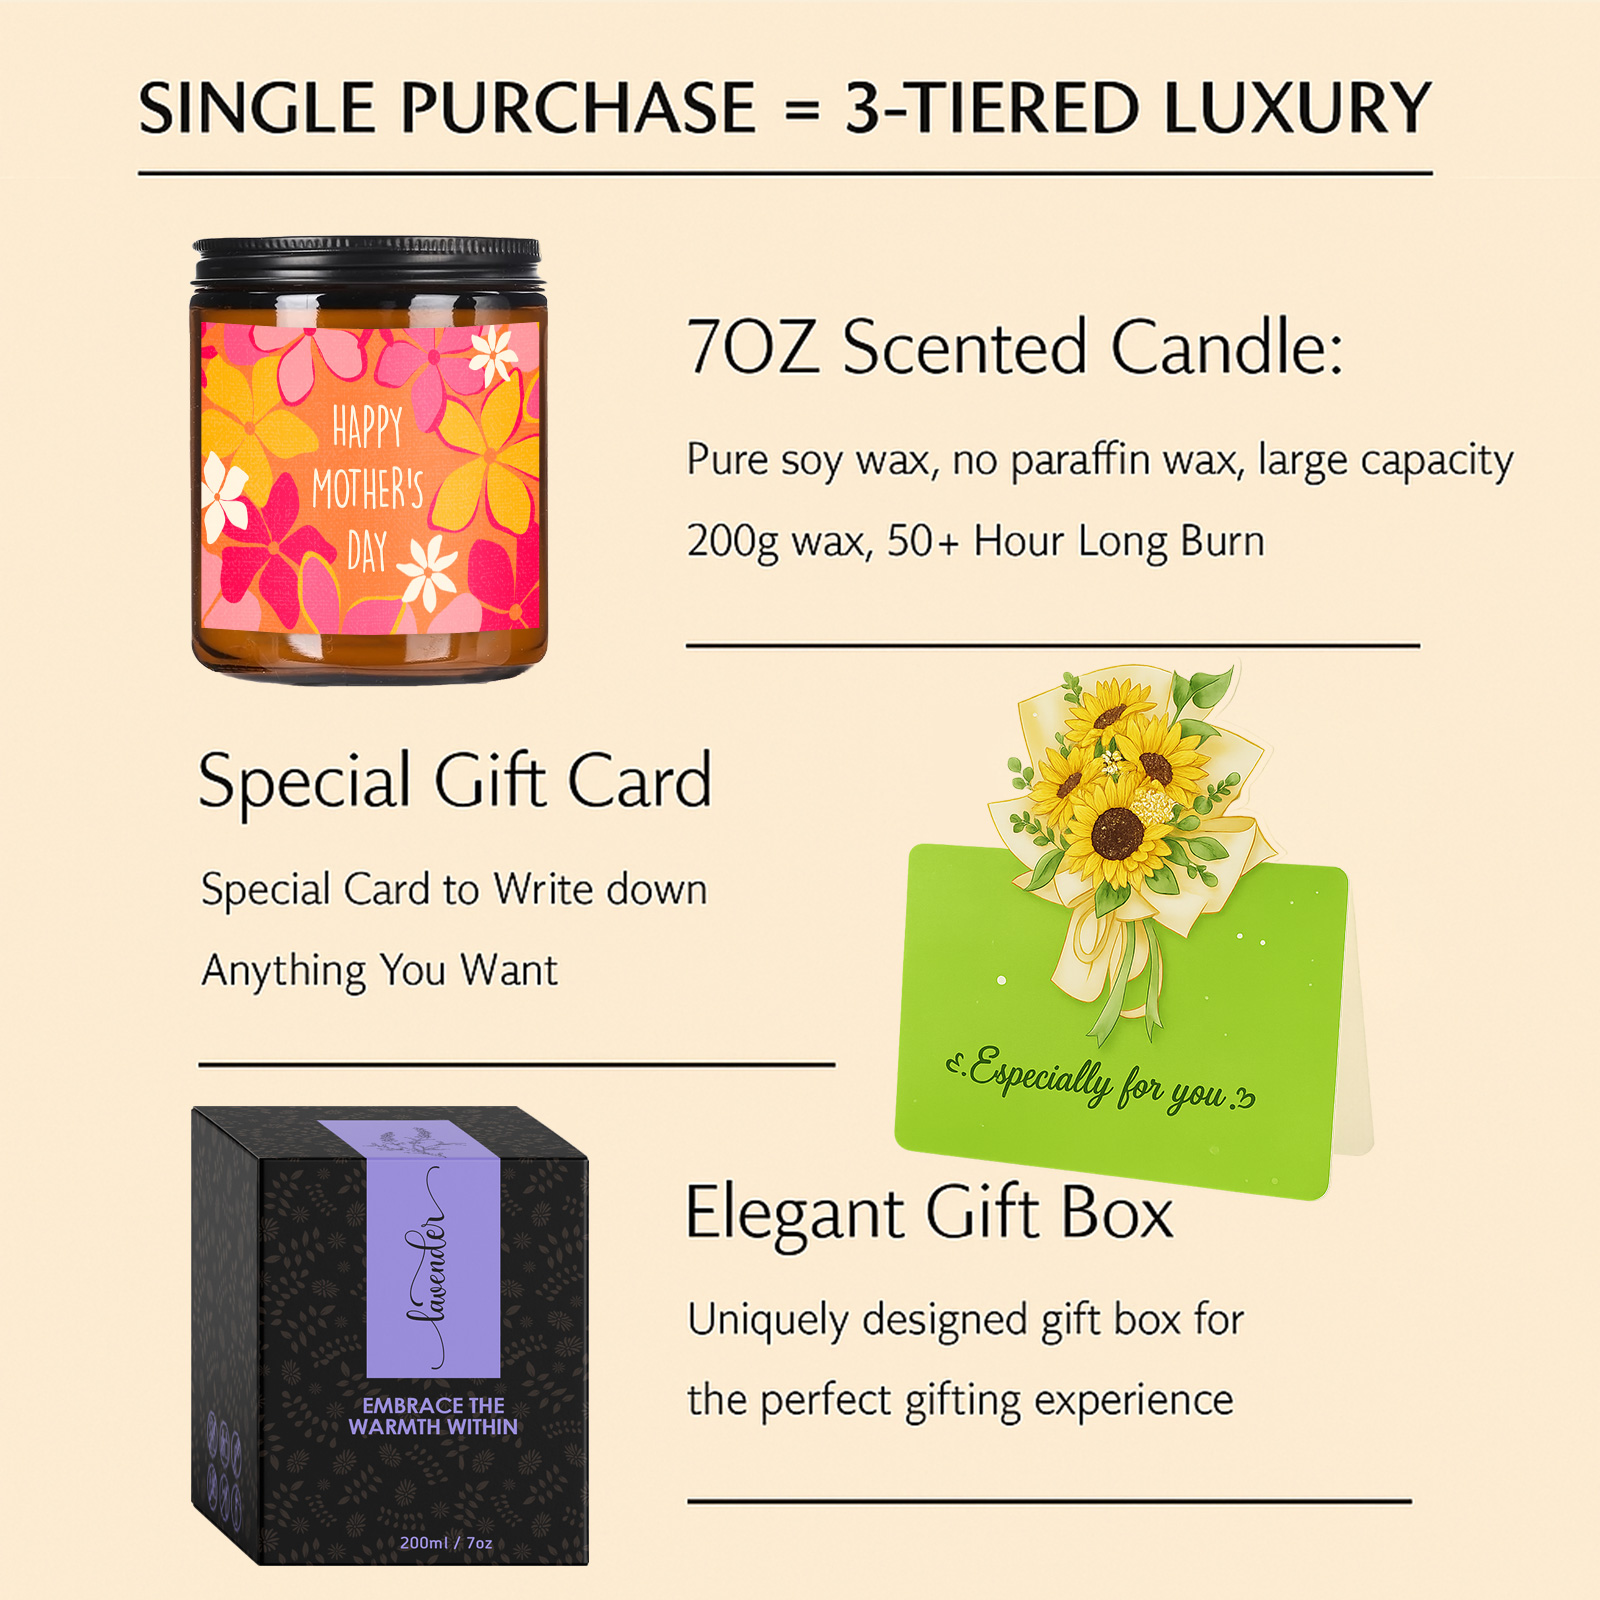 SINGLE PURCHASE = 3-TIERED LUXURY
HAPPY
MOTHER'S
DAY
7OZ Scented Candle:
Pure soy wax, no paraffin wax, large capacity
200g wax, 50+ Hour Long Burn
Special Gift Card
Special Card to Write down
Anything You Want
Especially for you
lavender
EMBRACE THE
WARMTH WITHIN
200ml / 7oz
Elegant Gift Box
Uniquely designed gift box for
the perfect gifting experience